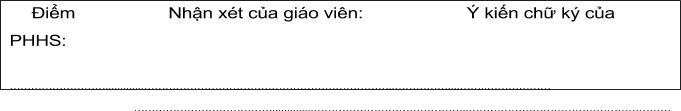 Điểm Nhận xét của giáo viên: Ý kiến chữ ký của
PHHS: